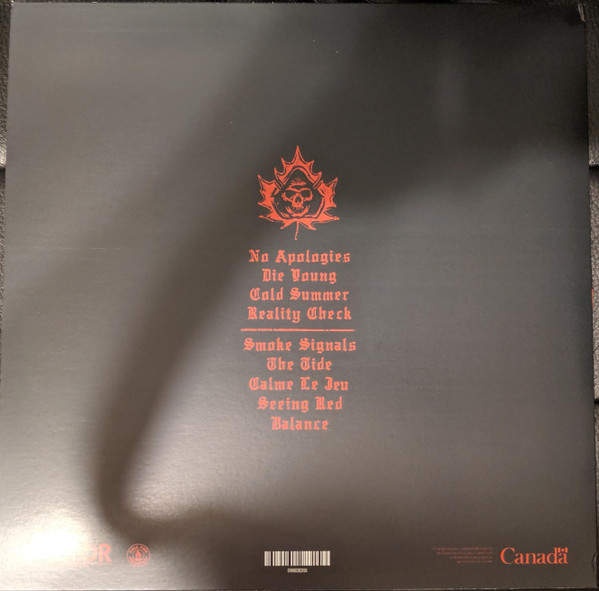 No Apologies
Die Young
Cold Summer
Reality Check
Smoke Signals
The Tide
Calme Le Jeu
Seeing Red
Balance
Canada